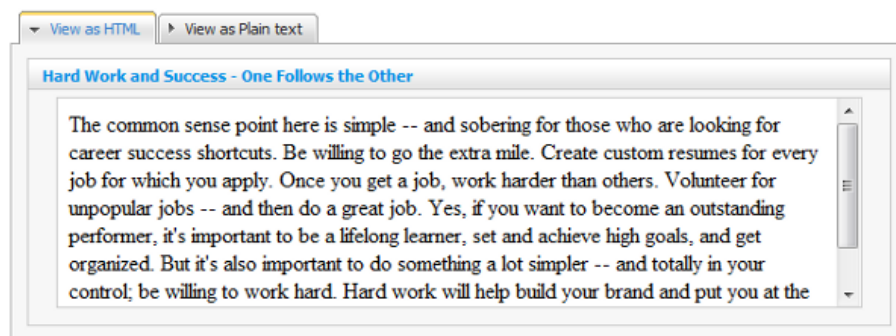 View as HTML View as Plain text
Hard Work and Success - One Follows the Other
The common sense point here is simple -- and sobering for those who are looking for
career success shortcuts. Be willing to go the extra mile. Create custom resumes for every
job for which you apply. Once you get a job, work harder than others. Volunteer for
unpopular jobs -- and then do a great job. Yes, if you want to become an outstanding
performer, it's important to be a lifelong learner, set and achieve high goals, and get
organized. But it's also important to do something a lot simpler -- and totally in your
control; be willing to work hard. Hard work will help build your brand and put you at the